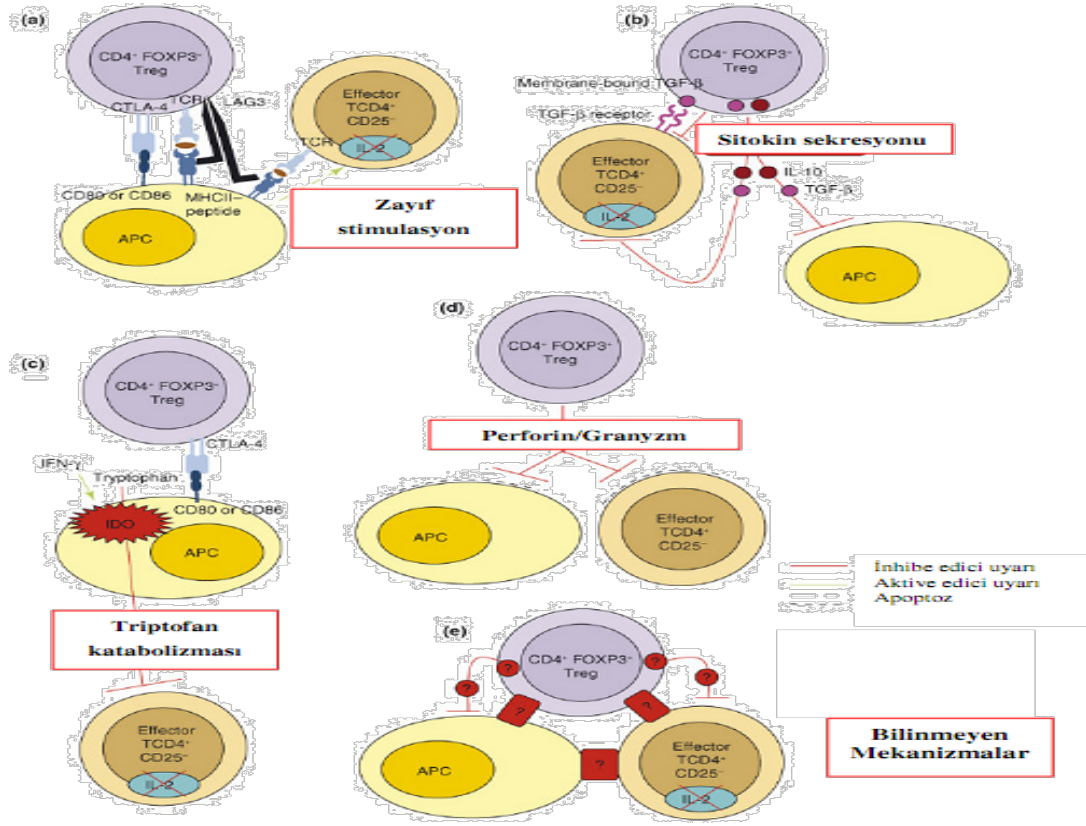 (a)
CD4⁺ FOXP3⁺
Treg
CTLA-4
TCR
LAG3
Effector
TCD4⁺
CD25⁻
IL-2
TCR
CD80 or CD86
MHCII–
peptide
APC
Zayıf
stimulasyon
(b)
CD4⁺ FOXP3⁺
Treg
Membrane-bound TGF-β
TGF-β receptor
Sitokin sekresyonu
Effector
TCD4⁺
CD25⁻
IL-2
IL-10
TGF-β
APC
(c)
CD4⁺ FOXP3⁺
Treg
CTLA-4
IFN-γ
Tryptophan
CD80 or CD86
IDO
APC
Triptofan
katabolizması
Effector
TCD4⁺
CD25⁻
IL-2
(d)
CD4⁺ FOXP3⁺
Treg
Perforin/Granyzm
APC
Effector
TCD4⁺
CD25⁻
İnhibe edici uyarı
Aktive edici uyarı
Apoptoz
(e)
CD4⁺ FOXP3⁺
Treg
?
?
?
?
?
?
?
APC
Effector
TCD4⁺
CD25⁻
IL-2
Bilinmeyen
Mekanizmalar